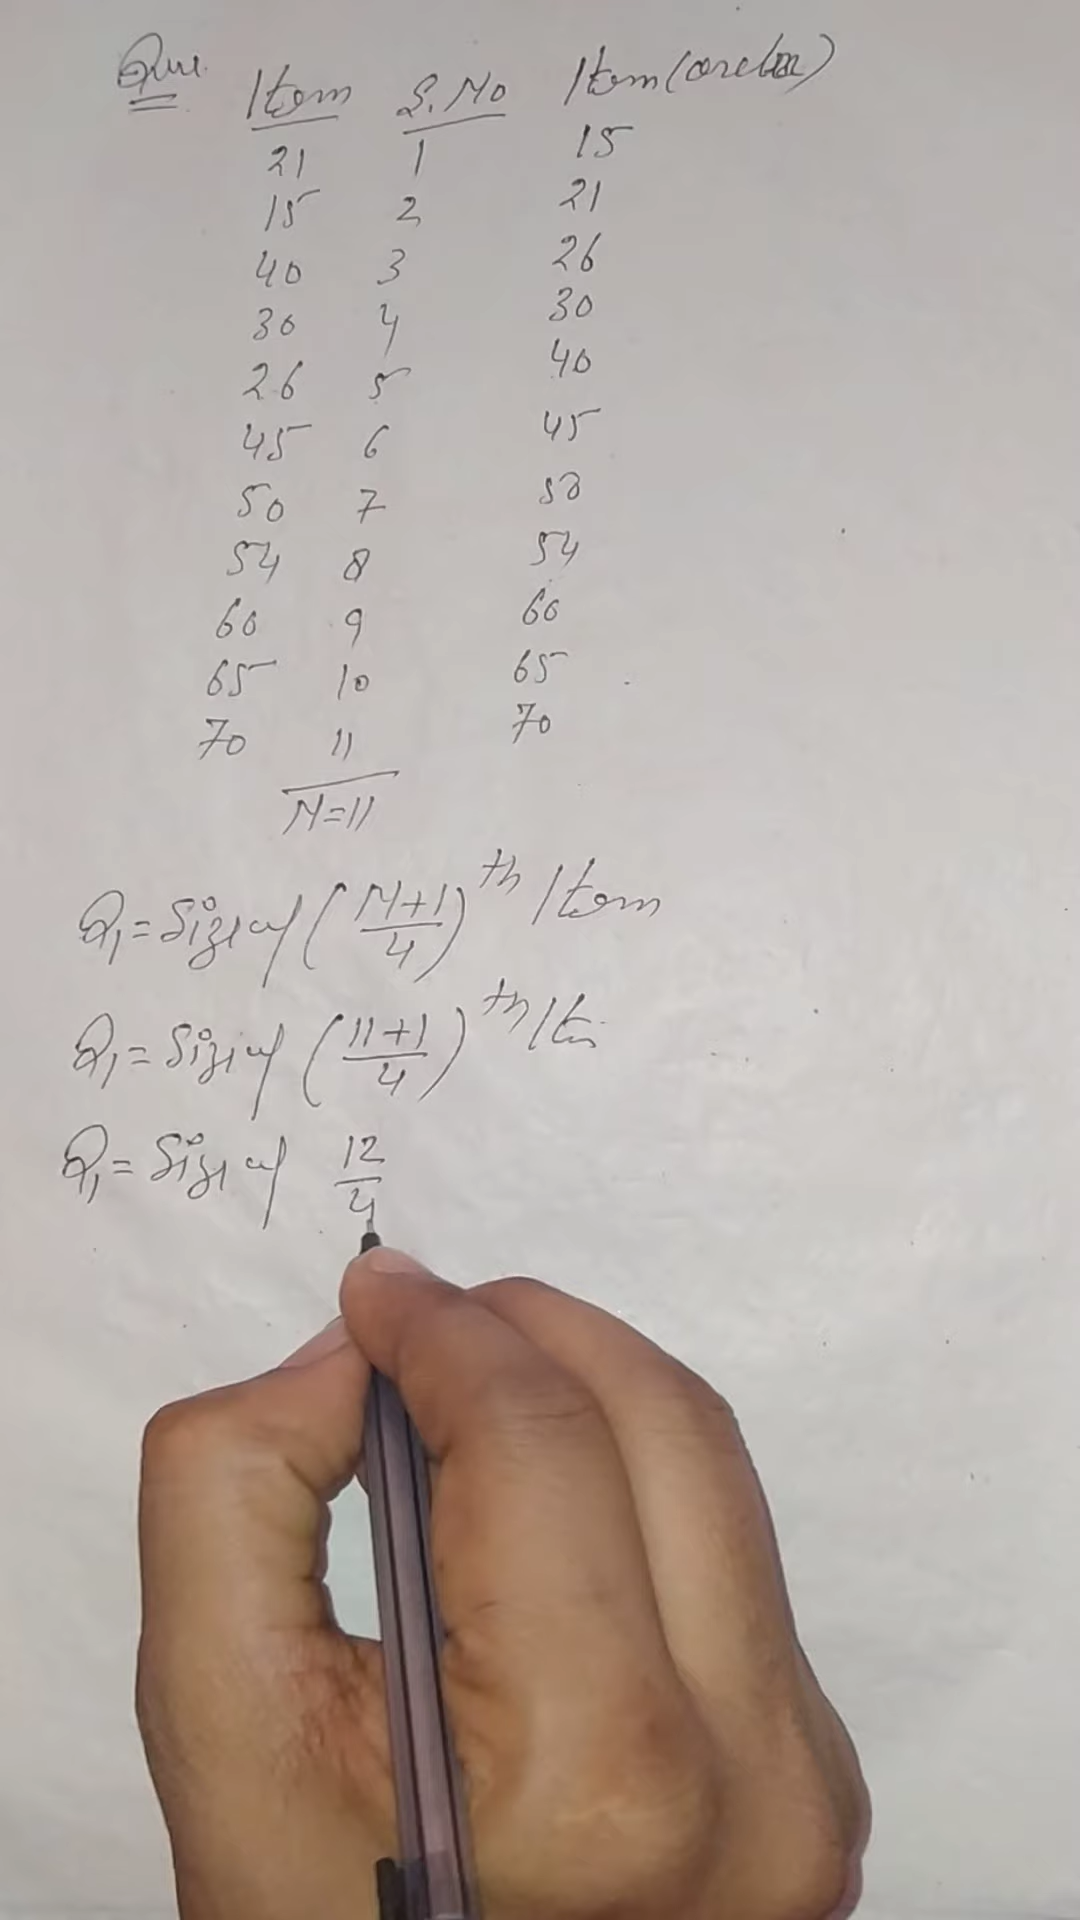 Que. Item S.No Item (order)
21 1 15
15 2 21
40 3 26
30 4 30
26 5 40
45 6 45
50 7 50
54 8 54
60 9 60
65 10 65
70 11 70
N=11
Q₁ = Size of (N+1/4)th Item
Q₁ = Size of (11+1/4)th Ite
Q₁ = Size of 12/4